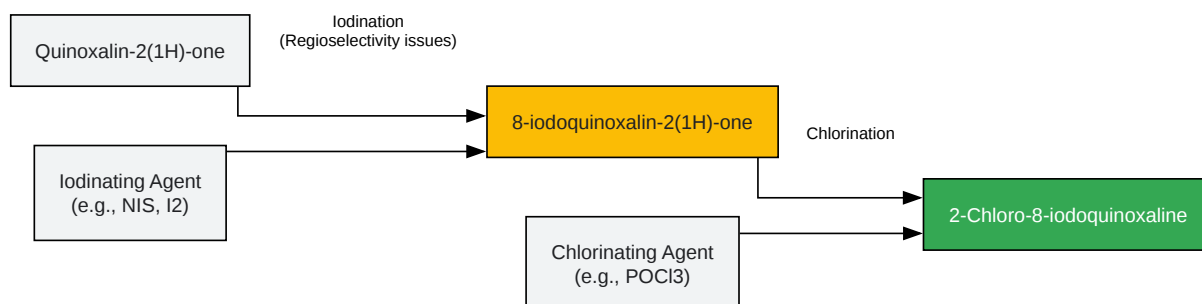 Quinoxalin-2(1H)-one
Iodination
(Regioselectivity issues)
8-iodoquinoxalin-2(1H)-one
Iodinating Agent
(e.g., NIS, I2)
Chlorination
2-Chloro-8-iodoquinoxaline
Chlorinating Agent
(e.g., POCl3)